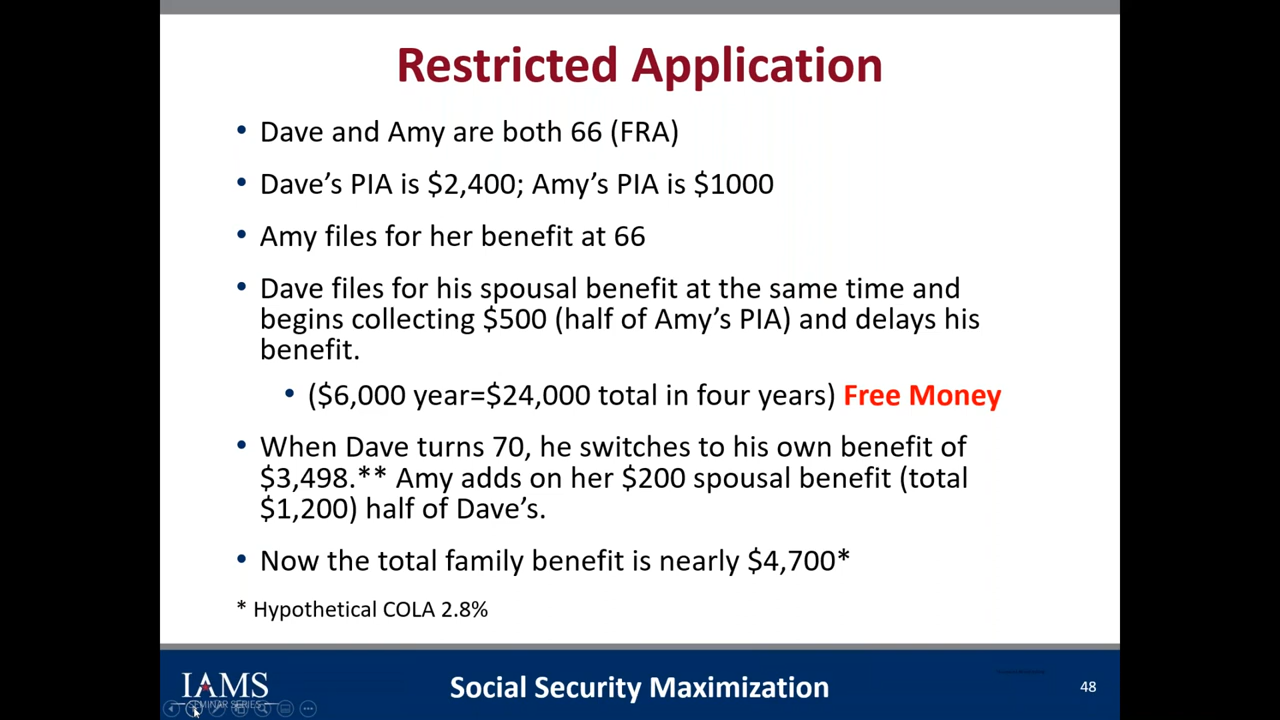 Restricted Application
• Dave and Amy are both 66 (FRA)
• Dave’s PIA is $2,400; Amy’s PIA is $1000
• Amy files for her benefit at 66
• Dave files for his spousal benefit at the same time and
begins collecting $500 (half of Amy’s PIA) and delays his
benefit.
• ($6,000 year=$24,000 total in four years) Free Money
• When Dave turns 70, he switches to his own benefit of
$3,498.** Amy adds on her $200 spousal benefit (total
$1,200) half of Dave’s.
• Now the total family benefit is nearly $4,700*
* Hypothetical COLA 2.8%
IAMS
SEMINAR SERIES
Social Security Maximization
48